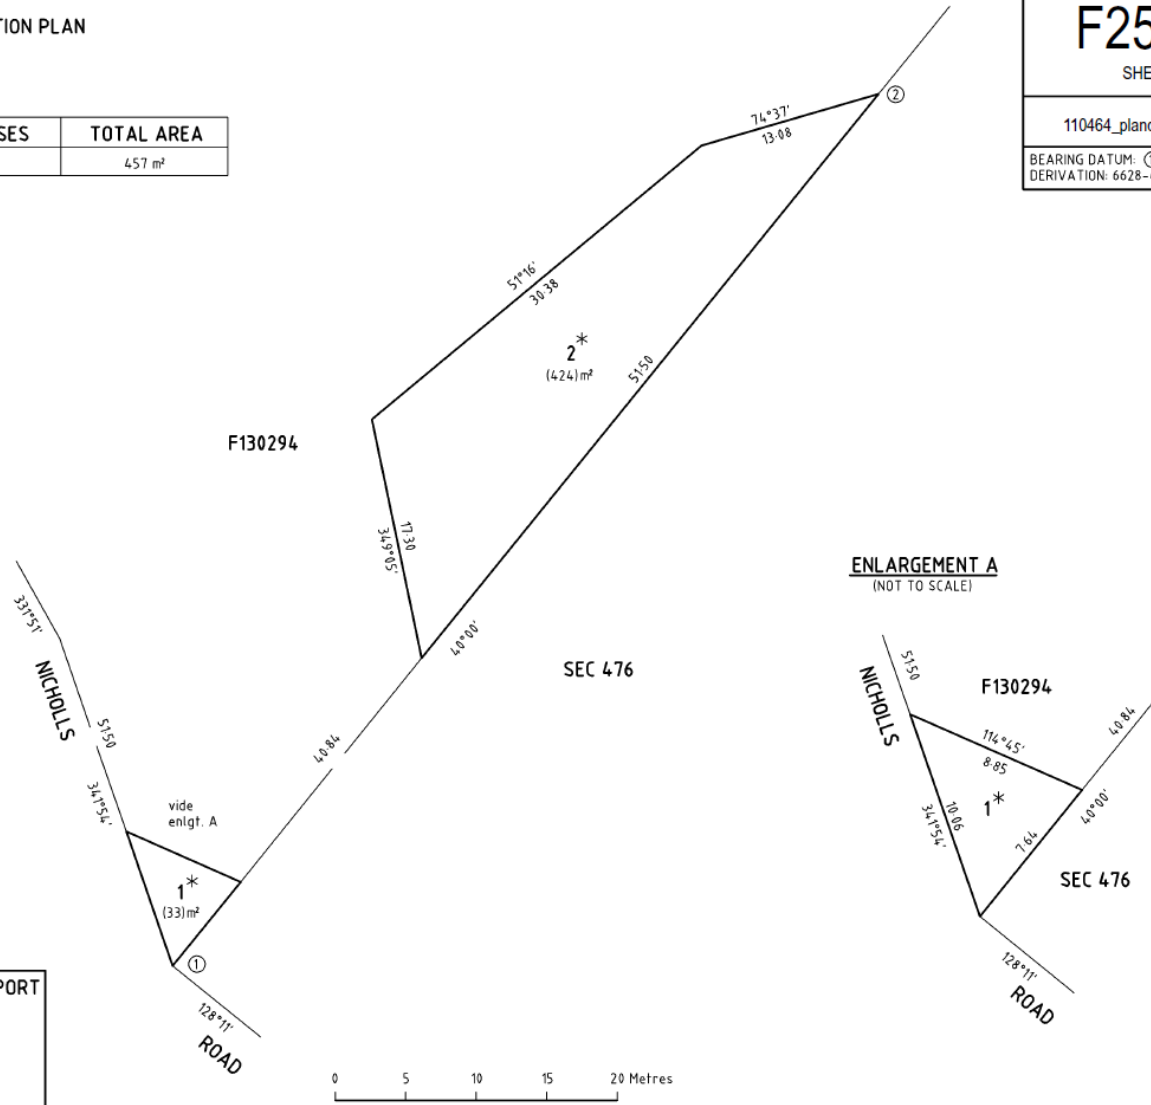 TION PLAN
SES TOTAL AREA
457 m²
F25
SHE
110464_planc
BEARING DATUM: ①
DERIVATION: 6628-
②
74°37'
13·08
51°16'
30·38
2*
(424)m²
51·50
F130294
17·30
349°05'
40°00'
SEC 476
40·84
331°51'
NICHOLLS
51·50
341°54'
vide
enlgt. A
1*
(33)m²
①
128°11'
ROAD
PORT
0 5 10 15 20 Metres
ENLARGEMENT A
(NOT TO SCALE)
51·50
NICHOLLS
F130294
40·84
114°45'
8·85
1*
10·06
341°54'
7·64
40°00'
SEC 476
128°11'
ROAD